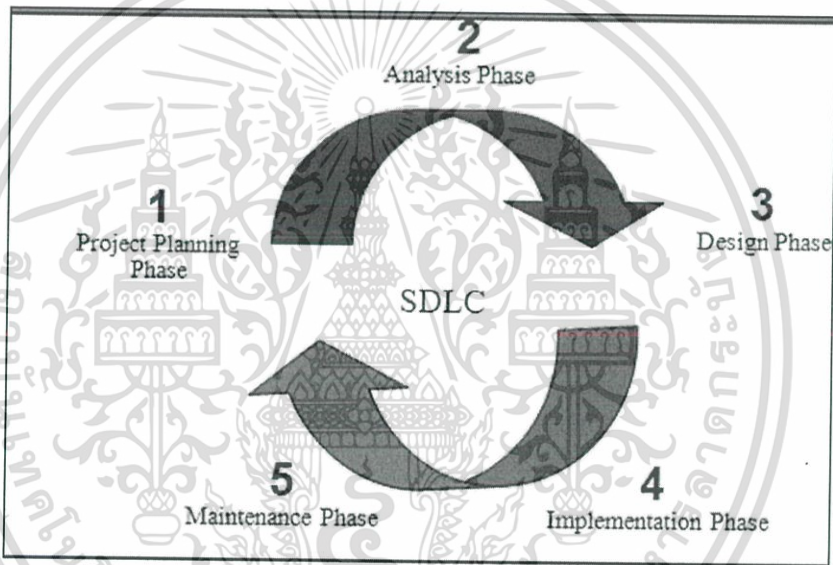 2
Analysis Phase
1
Project Planning
Phase
3
Design Phase
SDLC
5
Maintenance Phase
4
Implementation Phase